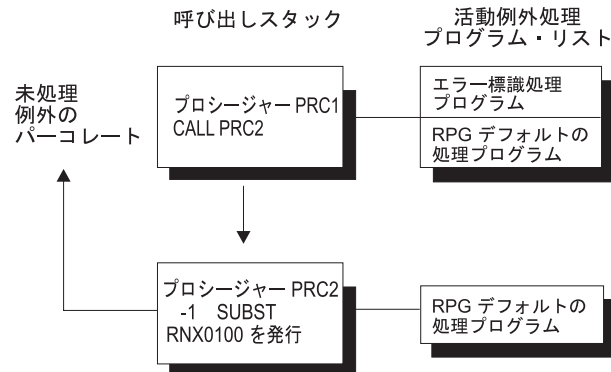 呼び出しスタック
活動例外処理
プログラム・リスト
未処理
例外の
パーコレート
プロシージャー PRC1
CALL PRC2
エラー標識処理
プログラム
RPG デフォルトの
処理プログラム
プロシージャー PRC2
-1 SUBST
RNX0100 を発行
RPG デフォルトの
処理プログラム